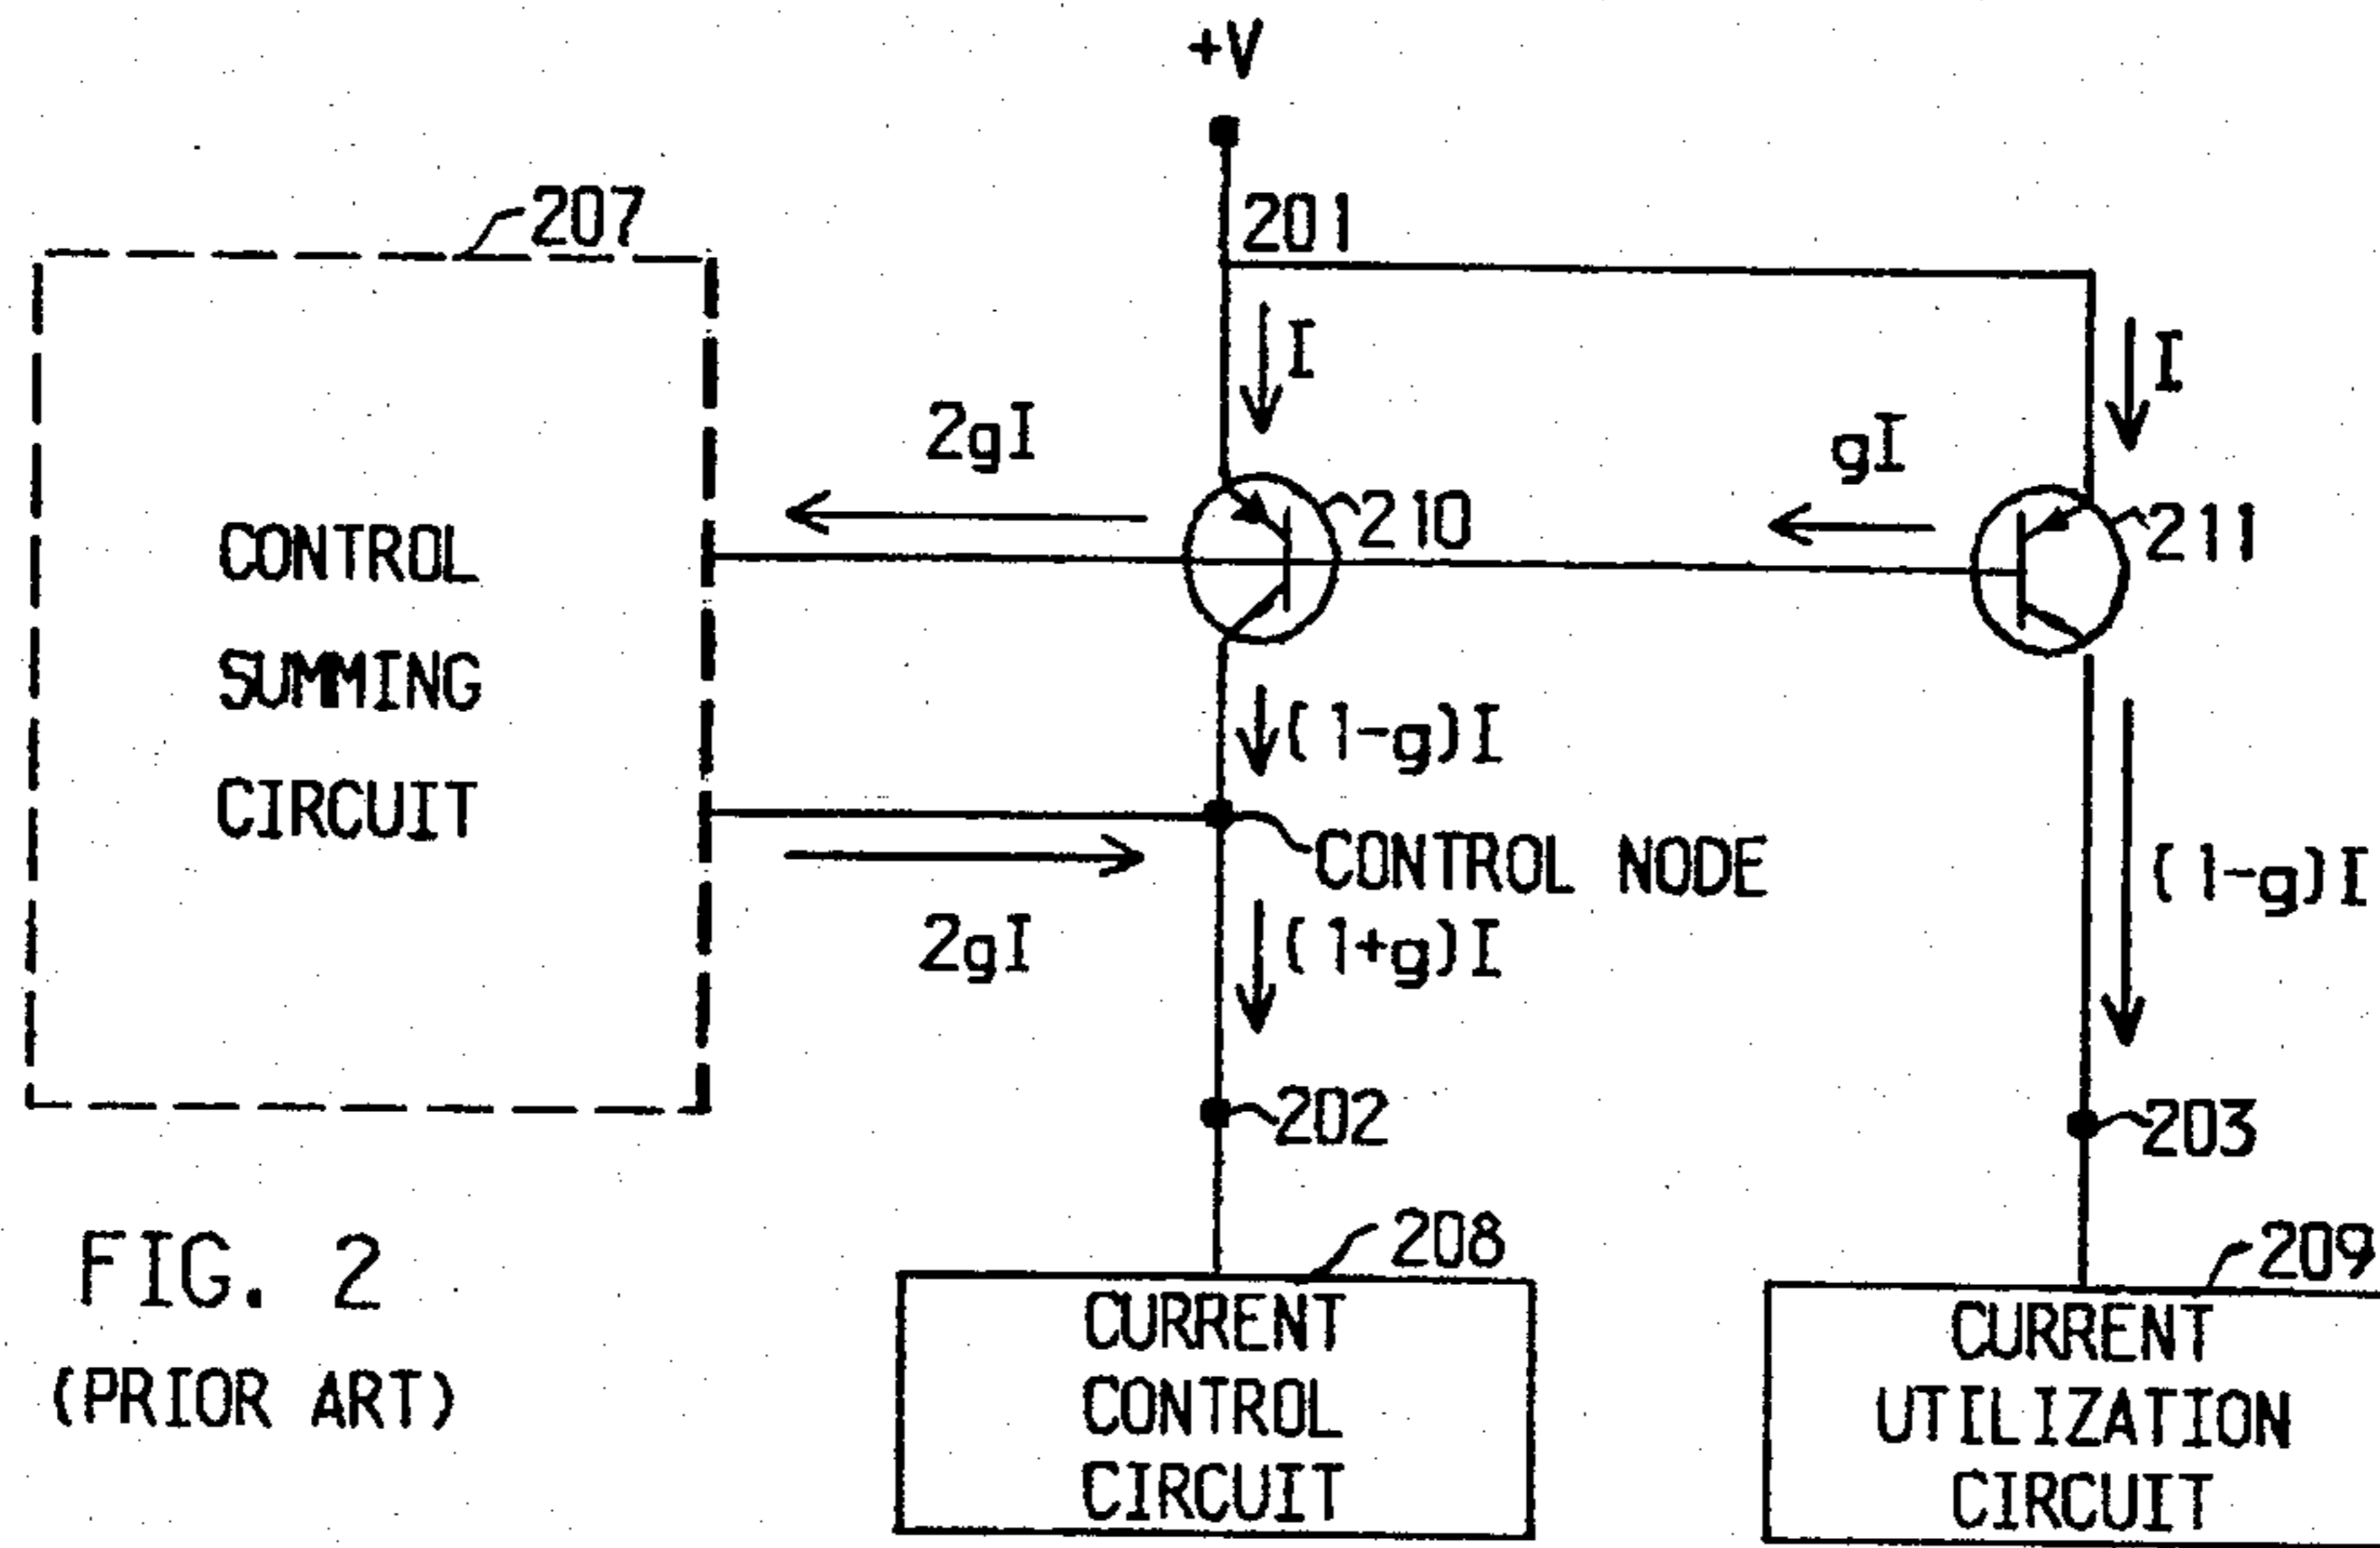 +V
201
207
I
I
2gI
gI
210
211
CONTROL
SUMMING
CIRCUIT
(1-g)I
CONTROL NODE
(1-g)I
2gI
(1+g)I
202
203
208
209
FIG. 2
(PRIOR ART)
CURRENT
CONTROL
CIRCUIT
CURRENT
UTILIZATION
CIRCUIT